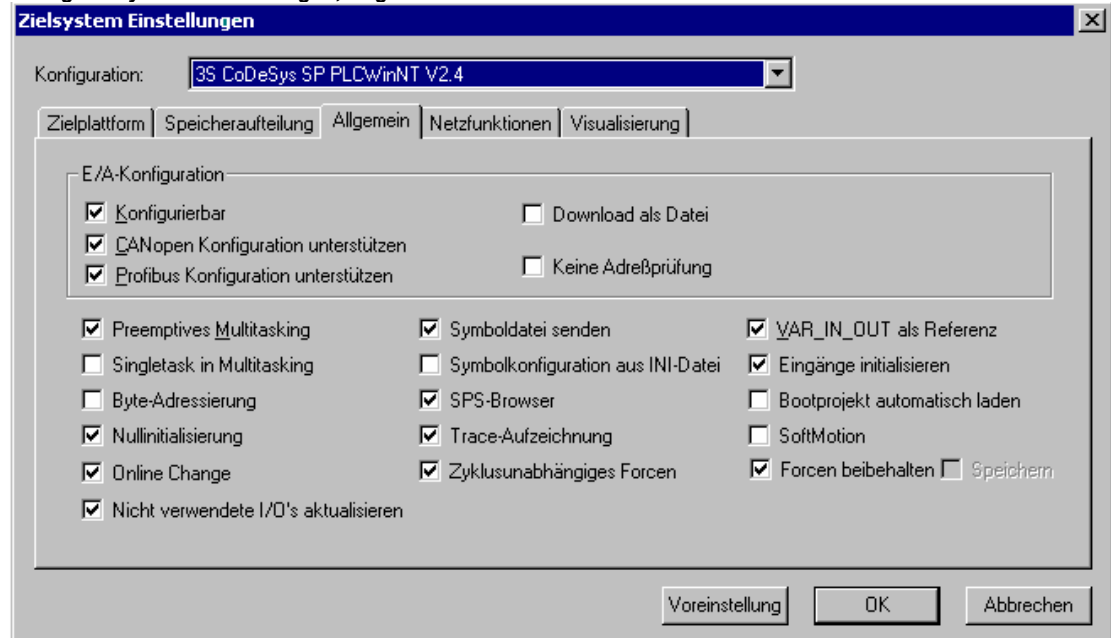 Zielsystem Einstellungen
Konfiguration: 3S CoDeSys SP PLCWinNT V2.4
Zielplattform Speicheraufteilung Allgemein Netzfunktionen Visualisierung
E/A-Konfiguration
Konfigurierbar Download als Datei
CANopen Konfiguration unterstützen
Profibus Konfiguration unterstützen Keine Adreßprüfung
Preemptives Multitasking Symboldatei senden VAR_IN_OUT als Referenz
Singletask in Multitasking Symbolkonfiguration aus INI-Datei Eingänge initialisieren
Byte-Adressierung SPS-Browser Bootprojekt automatisch laden
Nullinitialisierung Trace-Aufzeichnung SoftMotion
Online Change Zyklusunabhängiges Forcen Forcen beibehalten Speichern
Nicht verwendete I/O's aktualisieren
Voreinstellung OK Abbrechen